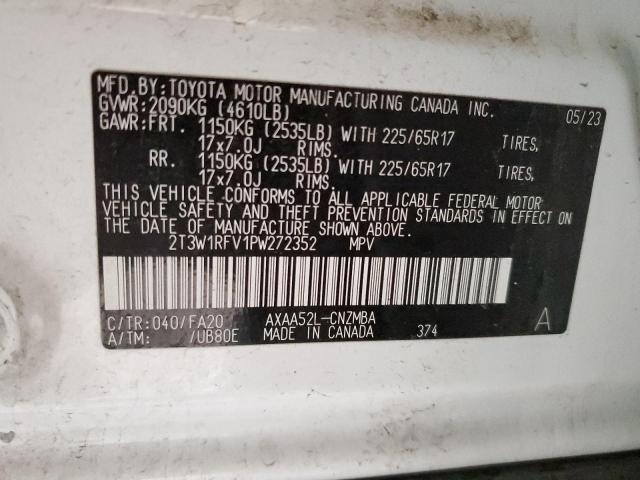 MFD.BY:TOYOTA MOTOR MANUFACTURING CANADA INC. 05/23
GVWR:2090KG (4610LB)
GAWR:FRT. 1150KG (2535LB) WITH 225/65R17 TIRES,
17x7.0J RIMS.
RR. 1150KG (2535LB) WITH 225/65R17 TIRES,
17x7.0J RIMS.
THIS VEHICLE CONFORMS TO ALL APPLICABLE FEDERAL MOTOR
VEHICLE SAFETY AND THEFT PREVENTION STANDARDS IN EFFECT ON
THE DATE OF MANUFACTURE SHOWN ABOVE.
2T3W1RFV1PW272352 MPV
C/TR:040/FA20 AXAA52L-CNZMBA A
A/TM: /UB80E MADE IN CANADA 374